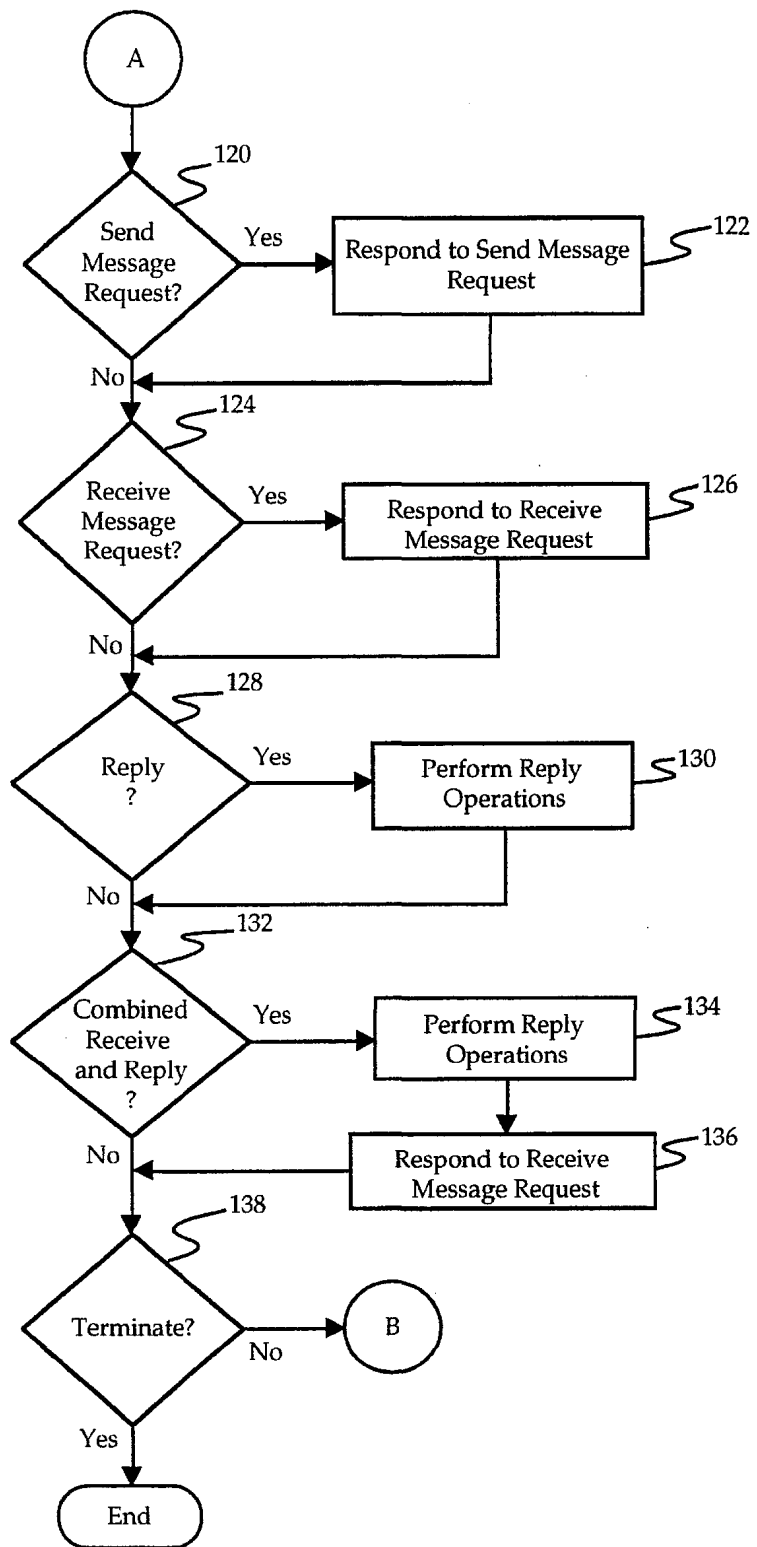 A
120
Send
Message
Request?
Yes
Respond to Send Message
Request
122
No
124
Receive
Message
Request?
Yes
Respond to Receive
Message Request
126
No
128
Reply
?
Yes
Perform Reply
Operations
130
No
132
Combined
Receive
and Reply
?
Yes
Perform Reply
Operations
134
No
Respond to Receive
Message Request
136
138
Terminate?
No
B
Yes
End